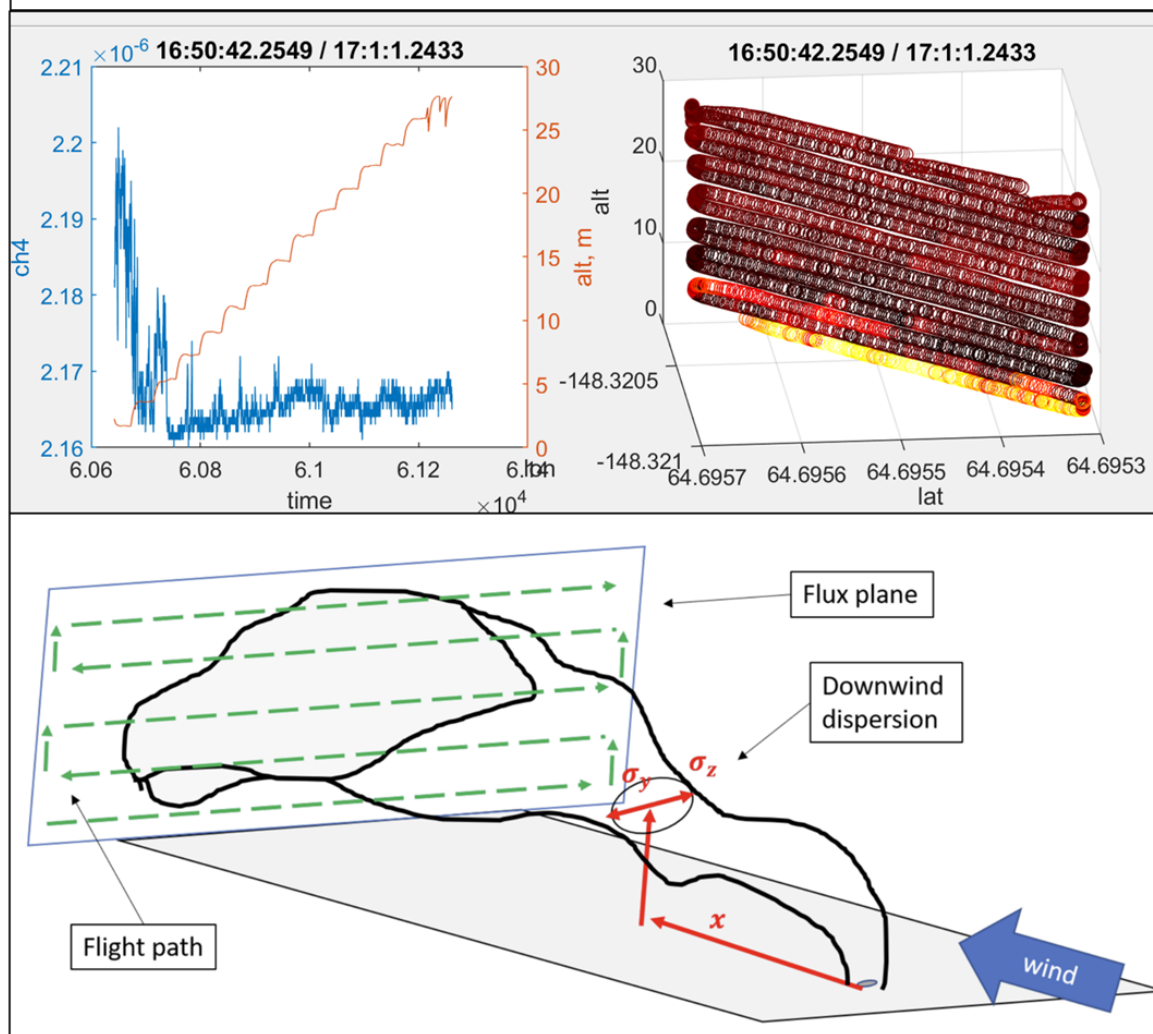 ×10⁻⁶ 16:50:42.2549 / 17:1:1.2433
2.21
2.2
2.19
2.18
2.17
2.16
ch4
30
25
20
15
10
5
0
alt, m
6.06
6.08
6.1
6.12
6.14
time
×10⁴
16:50:42.2549 / 17:1:1.2433
30
20
10
0
alt
-148.3205
-148.321
lon
64.6957
64.6956
64.6955
64.6954
64.6953
lat
Flux plane
Downwind
dispersion
σy
σz
x
Flight path
wind